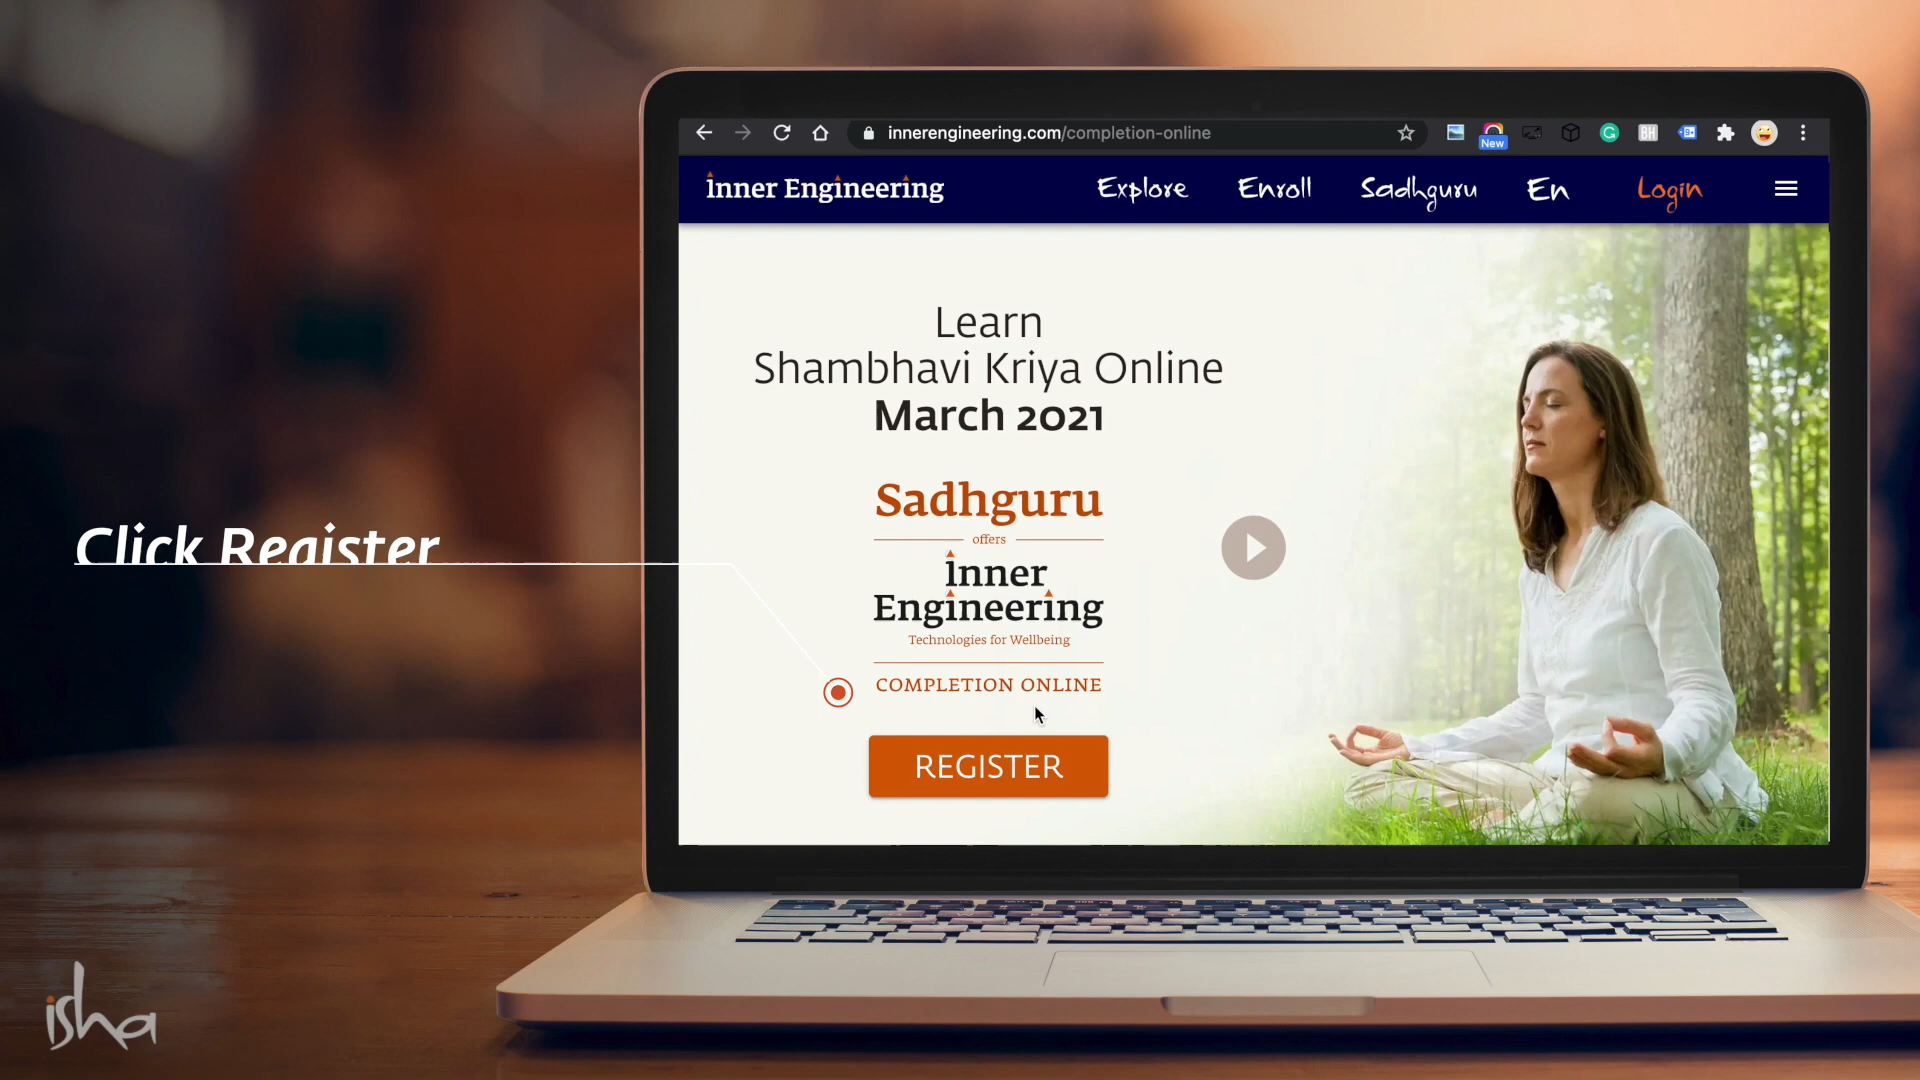 innerengineering.com/completion-online
New
inner Engineering
Explore
Enroll
Sadhguru
En
Login
Learn
Shambhavi Kriya Online
March 2021
Sadhguru
offers
inner
Engineering
Technologies for Wellbeing
COMPLETION ONLINE
REGISTER
Click Register
isha